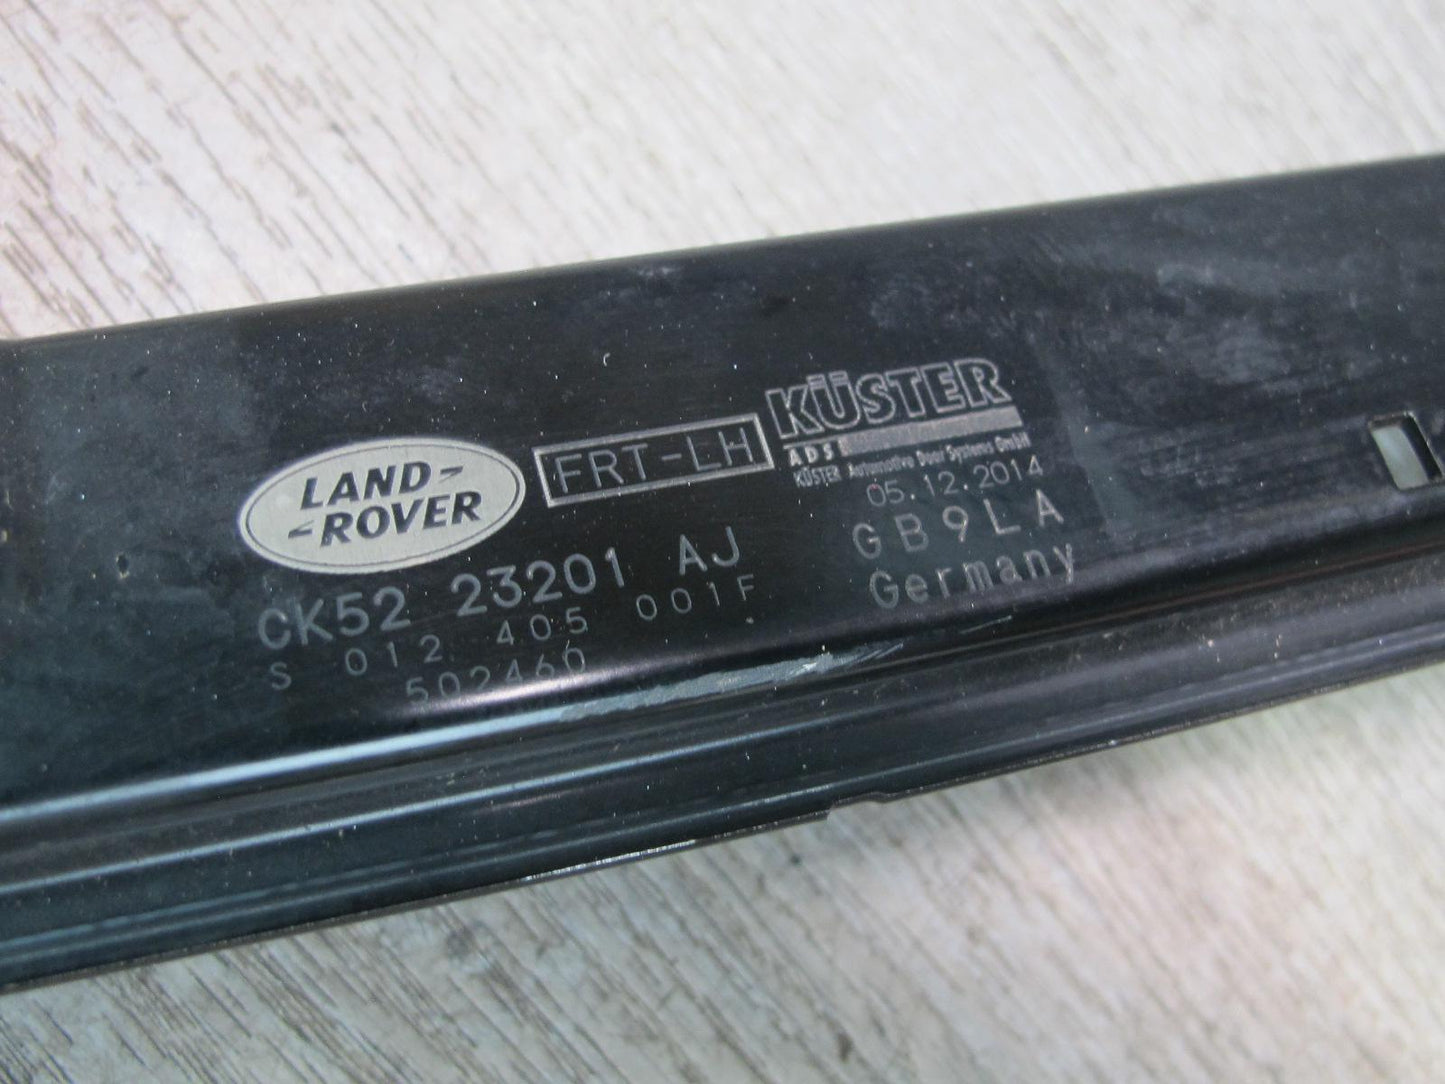 LAND
ROVER
FRT-LH
KÜSTER
ADS
KÜSTER Automotive Door Systems GmbH
05.12.2014
GB9LA
Germany
CK52 23201 AJ
S 012 405 001F
502460